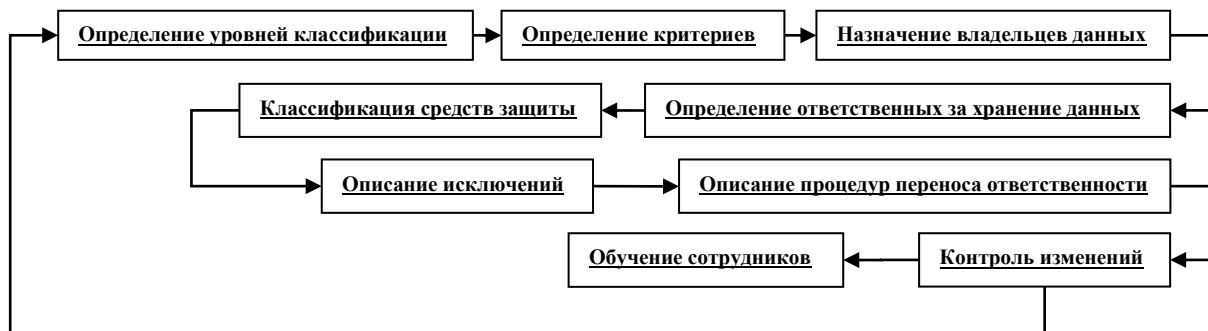 Определение уровней классификации
Определение критериев
Назначение владельцев данных
Определение ответственных за хранение данных
Классификация средств защиты
Описание исключений
Описание процедур переноса ответственности
Контроль изменений
Обучение сотрудников